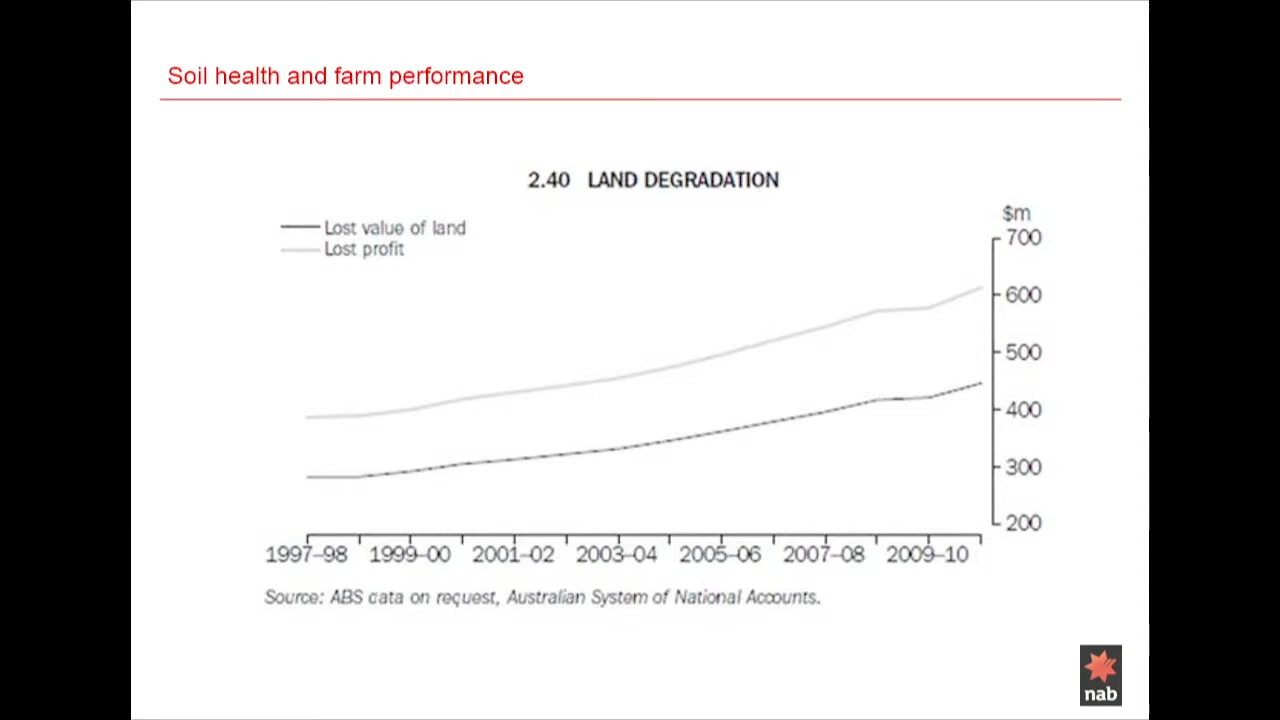 Soil health and farm performance
2.40 LAND DEGRADATION
$m
Lost value of land
Lost profit
700
600
500
400
300
200
1997–98 1999–00 2001–02 2003–04 2005–06 2007–08 2009–10
Source: ABS data on request, Australian System of National Accounts.
nab